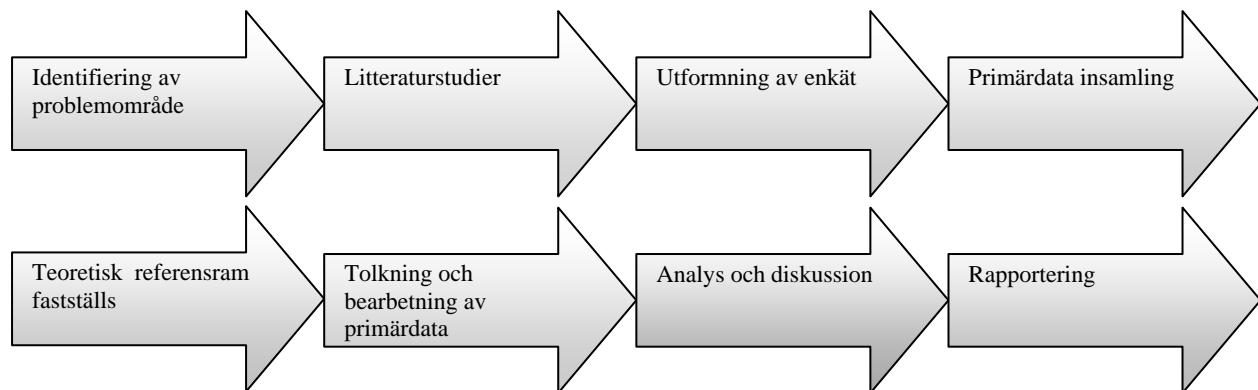 Identifiering av
problemområde
Litteraturstudier
Utformning av enkät
Primärdata insamling
Teoretisk referensram
fastställs
Tolkning och
bearbetning av
primärdata
Analys och diskussion
Rapportering